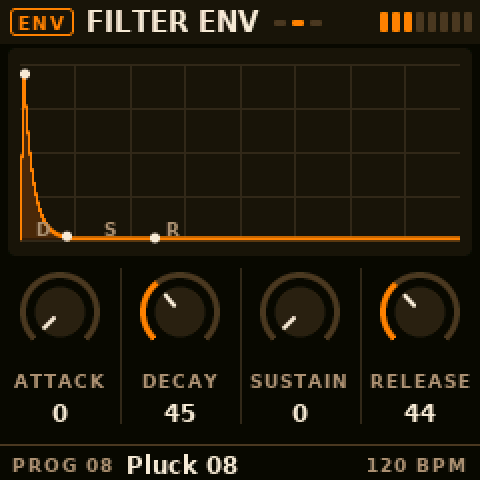 ENV FILTER ENV
D S R
ATTACK DECAY SUSTAIN RELEASE
0 45 0 44
PROG 08 Pluck 08 120 BPM